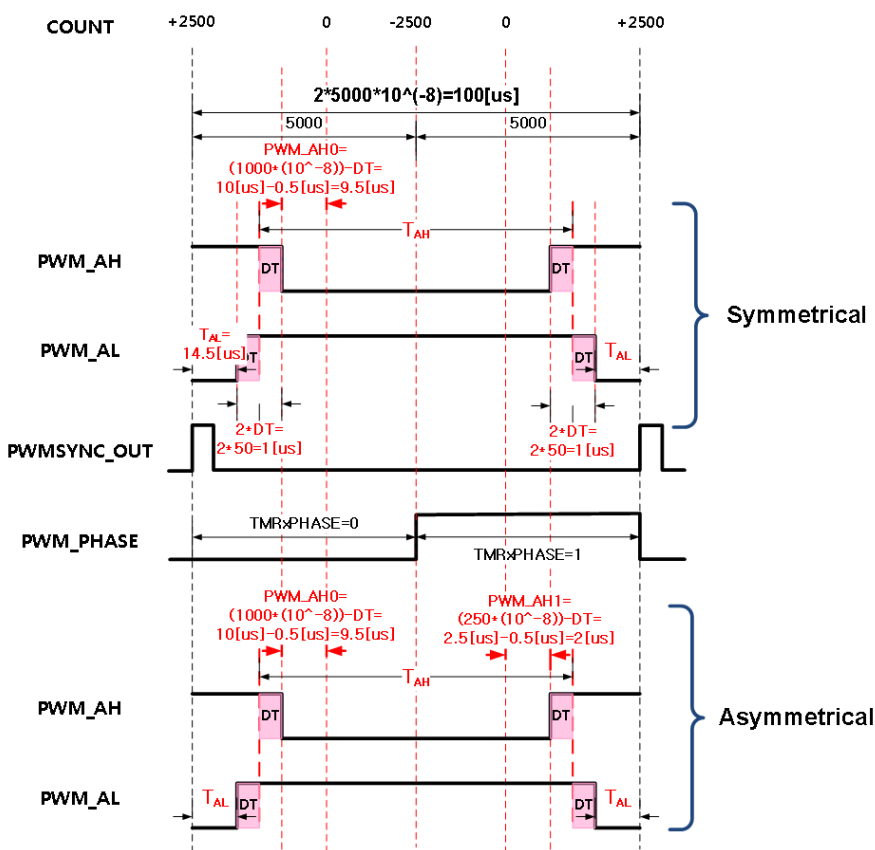 COUNT +2500 0 -2500 0 +2500
2*5000*10^(-8)=100[us]
5000 5000
PWM_AH0=
(1000*(10^-8))-DT=
10[us]-0.5[us]=9.5[us]
TAH
PWM_AH DT DT
Symmetrical
TAL=
14.5[us]
PWM_AL DT DT TAL
2*DT=
2*50=1[us]
2*DT=
2*50=1[us]
PWMSYNC_OUT
TMRxPHASE=0
PWM_PHASE
TMRxPHASE=1
PWM_AH0=
(1000*(10^-8))-DT=
10[us]-0.5[us]=9.5[us]
PWM_AH1=
(250*(10^-8))-DT=
2.5[us]-0.5[us]=2[us]
TAH
PWM_AH DT DT
Asymmetrical
PWM_AL TAL DT DT TAL